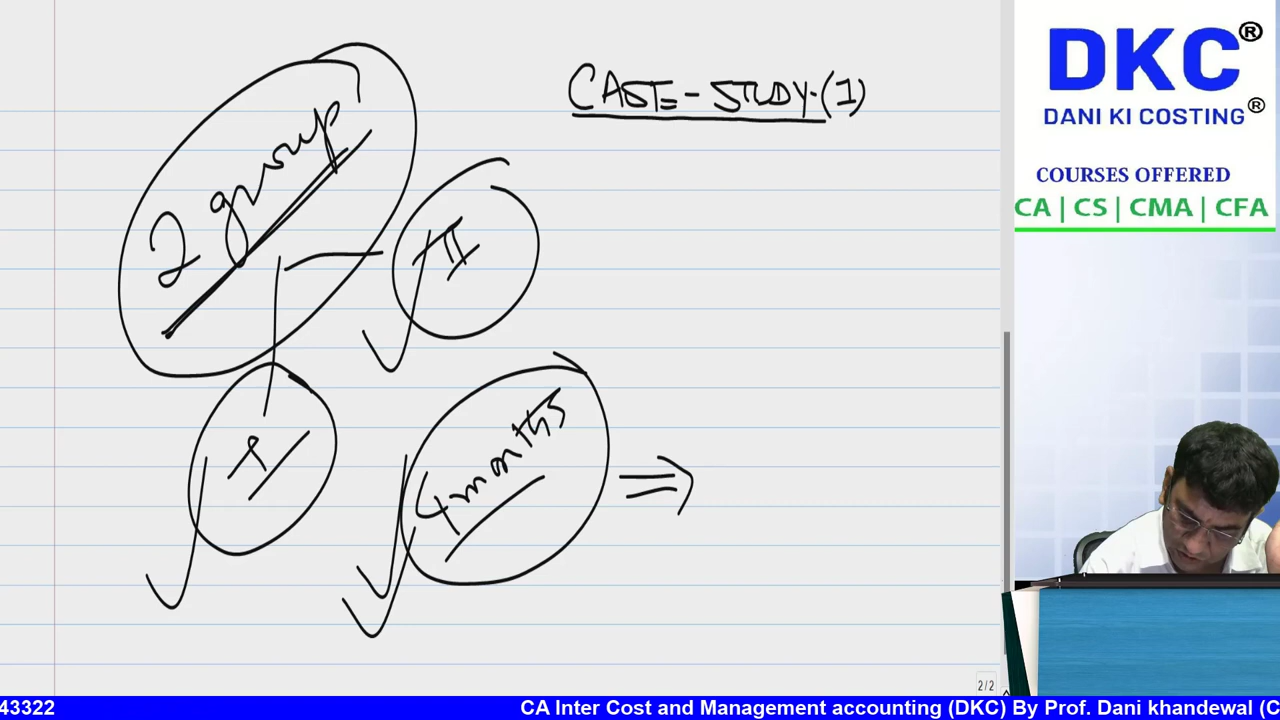 CASE-STUDY-(1)
2 group
II
I
4 months
2/2
DKC®
DANI KI COSTING®
COURSES OFFERED
CA | CS | CMA | CFA
43322
CA Inter Cost and Management accounting (DKC) By Prof. Dani khandewal (C